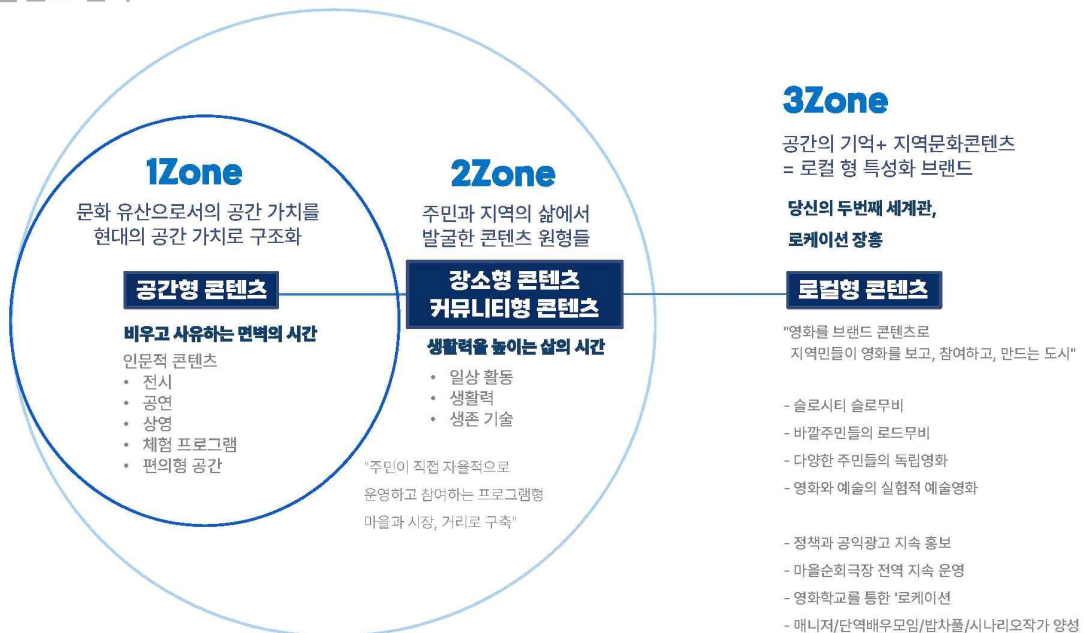 1Zone
문화 유산으로서의 공간 가치를
현대의 공간 가치로 구조화
공간형 콘텐츠
비우고 사유하는 면벽의 시간
인문적 콘텐츠
• 전시
• 공연
• 상영
• 체험 프로그램
• 편의형 공간
2Zone
주민과 지역의 삶에서
발굴한 콘텐츠 원형들
장소형 콘텐츠
커뮤니티형 콘텐츠
생활력을 높이는 삶의 시간
• 일상 활동
• 생활력
• 생존 기술
"주민이 직접 자율적으로
운영하고 참여하는 프로그램형
마을과 시장, 거리로 구축"
3Zone
공간의 기억+ 지역문화콘텐츠
= 로컬 형 특성화 브랜드
당신의 두번째 세계관,
로케이션 장흥
로컬형 콘텐츠
"영화를 브랜드 콘텐츠로
지역민들이 영화를 보고, 참여하고, 만드는 도시"
- 슬로시티 슬로무비
- 바깥주민들의 로드무비
- 다양한 주민들의 독립영화
- 영화와 예술의 실험적 예술영화
- 정책과 공익광고 지속 홍보
- 마을순회극장 전역 지속 운영
- 영화학교를 통한 '로케이션
- 매니저/단역배우모임/밥차풀/시나리오작가 양성